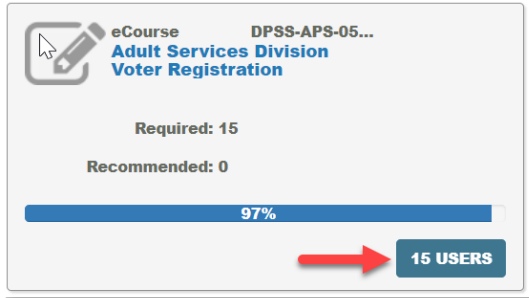 eCourse DPSS-APS-05...
Adult Services Division
Voter Registration
Required: 15
Recommended: 0
97%
15 USERS